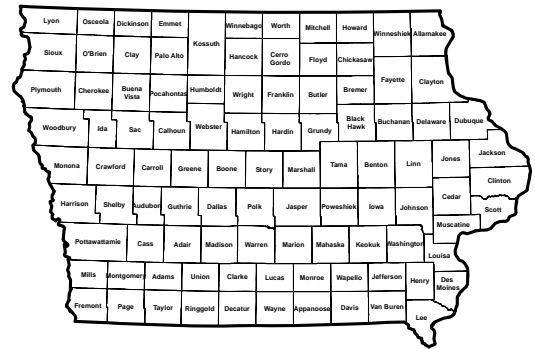 Lyon Osceola Dickinson Emmet Kossuth Winnebago Worth Mitchell Howard Winneshiek Allamakee
Sioux O'Brien Clay Palo Alto Hancock Cerro
Gordo Floyd Chickasaw Fayette Clayton
Plymouth Cherokee Buena
Vista Pocahontas Humboldt Wright Franklin Butler Bremer
Woodbury Ida Sac Calhoun Webster Hamilton Hardin Grundy Black
Hawk Buchanan Delaware Dubuque
Monona Crawford Carroll Greene Boone Story Marshall Tama Benton Linn Jones Jackson
Clinton
Harrison Shelby Audubon Guthrie Dallas Polk Jasper Poweshiek Iowa Johnson Cedar Scott
Muscatine
Pottawattamie Cass Adair Madison Warren Marion Mahaska Keokuk Washington Louisa
Mills Montgomery Adams Union Clarke Lucas Monroe Wapello Jefferson Henry Des
Moines
Fremont Page Taylor Ringgold Decatur Wayne Appanoose Davis Van Buren Lee